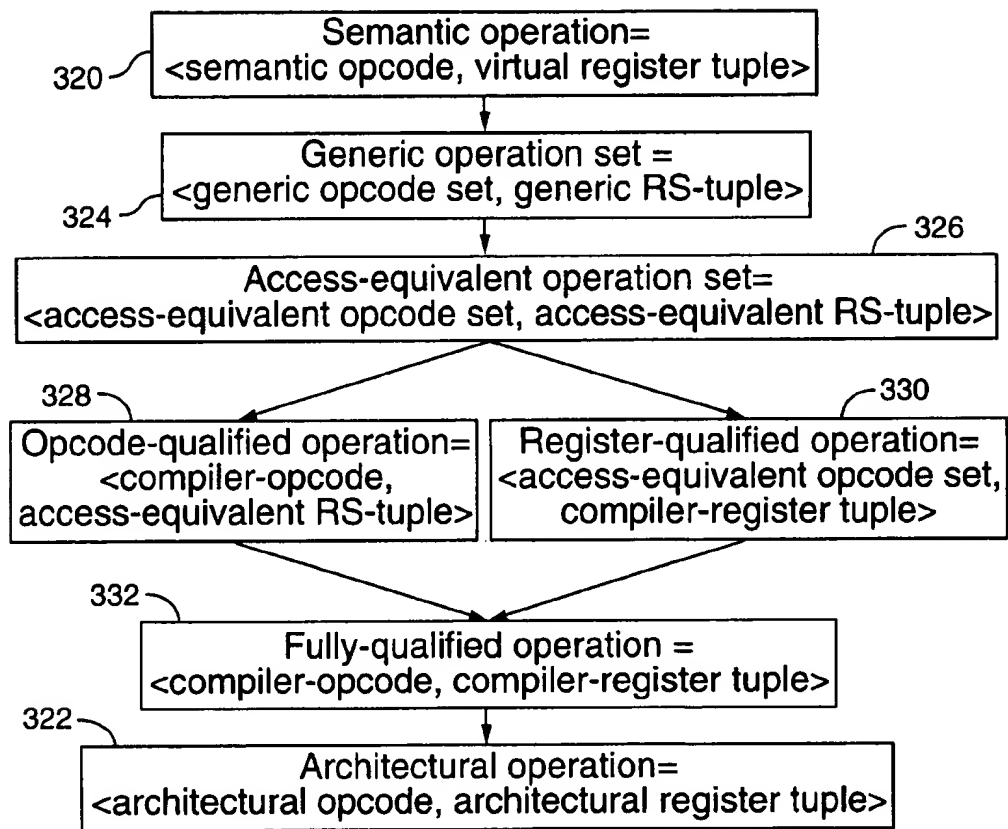 320
Semantic operation=
<semantic opcode, virtual register tuple>
324
Generic operation set =
<generic opcode set, generic RS-tuple>
326
Access-equivalent operation set=
<access-equivalent opcode set, access-equivalent RS-tuple>
328
Opcode-qualified operation=
<compiler-opcode,
access-equivalent RS-tuple>
330
Register-qualified operation=
<access-equivalent opcode set,
compiler-register tuple>
332
Fully-qualified operation =
<compiler-opcode, compiler-register tuple>
322
Architectural operation=
<architectural opcode, architectural register tuple>